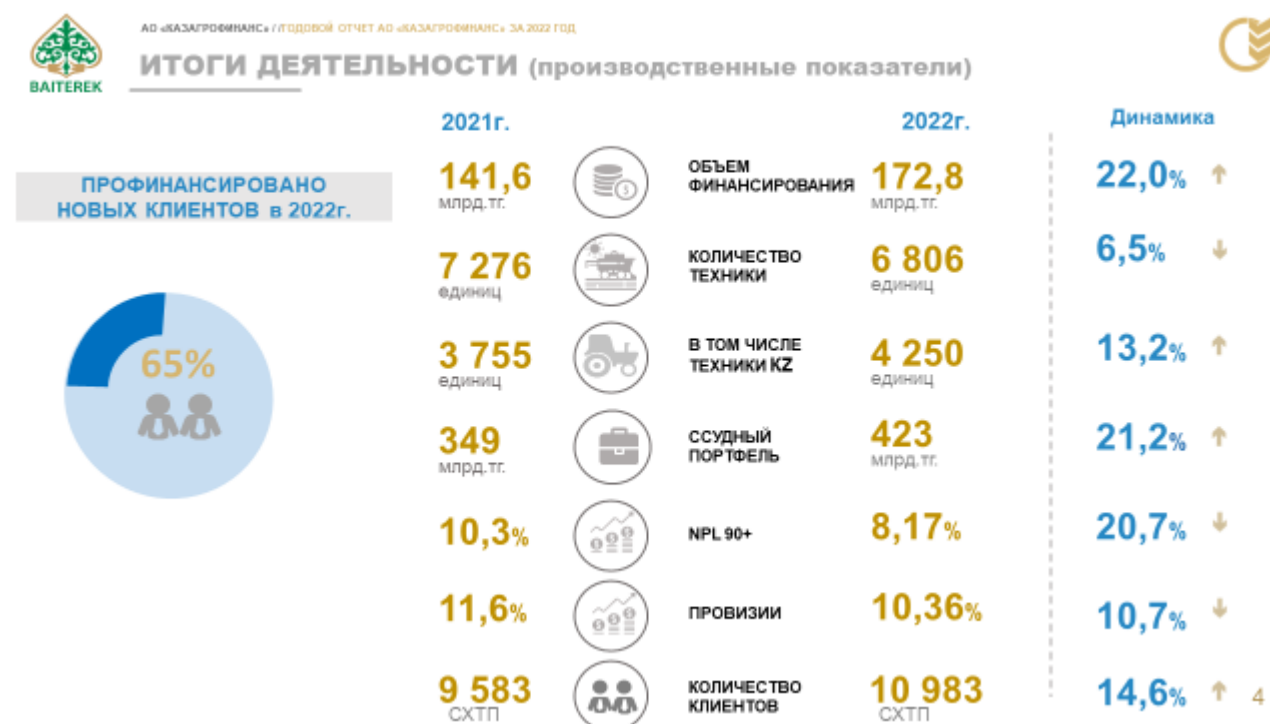 АО «КАЗАГРОФИНАНС» // ГОДОВОЙ ОТЧЕТ АО «КАЗАГРОФИНАНС» ЗА 2022 ГОД
BAITEREK
ИТОГИ ДЕЯТЕЛЬНОСТИ (производственные показатели)
2021г.
2022г.
Динамика
ПРОФИНАНСИРОВАНО
НОВЫХ КЛИЕНТОВ в 2022г.
65%
141,6
млрд.тг.
ОБЪЕМ
ФИНАНСИРОВАНИЯ
172,8
млрд.тг.
22,0%
7 276
единиц
КОЛИЧЕСТВО
ТЕХНИКИ
6 806
единиц
6,5%
3 755
единиц
В ТОМ ЧИСЛЕ
ТЕХНИКИ KZ
4 250
единиц
13,2%
349
млрд.тг.
ССУДНЫЙ
ПОРТФЕЛЬ
423
млрд.тг.
21,2%
10,3%
NPL 90+
8,17%
20,7%
11,6%
ПРОВИЗИИ
10,36%
10,7%
9 583
СХТП
КОЛИЧЕСТВО
КЛИЕНТОВ
10 983
СХТП
14,6%
4